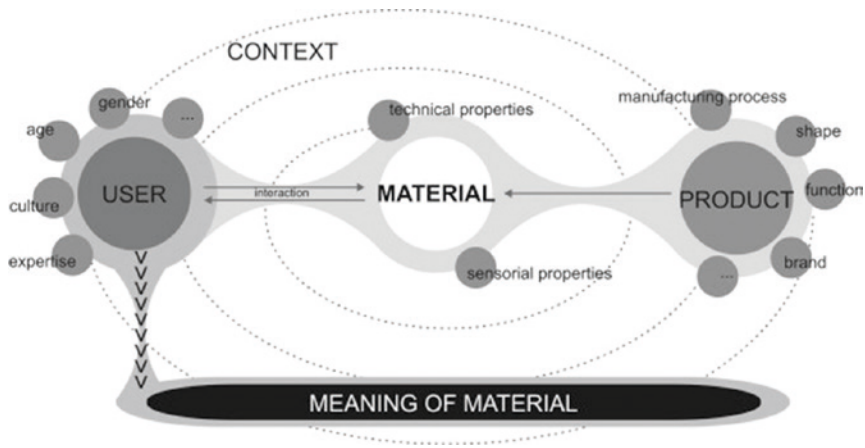 CONTEXT
gender
...
age
culture
expertise
USER
interaction
technical properties
MATERIAL
sensorial properties
manufacturing process
shape
function
PRODUCT
brand
...
>>>>>>>>>
MEANING OF MATERIAL